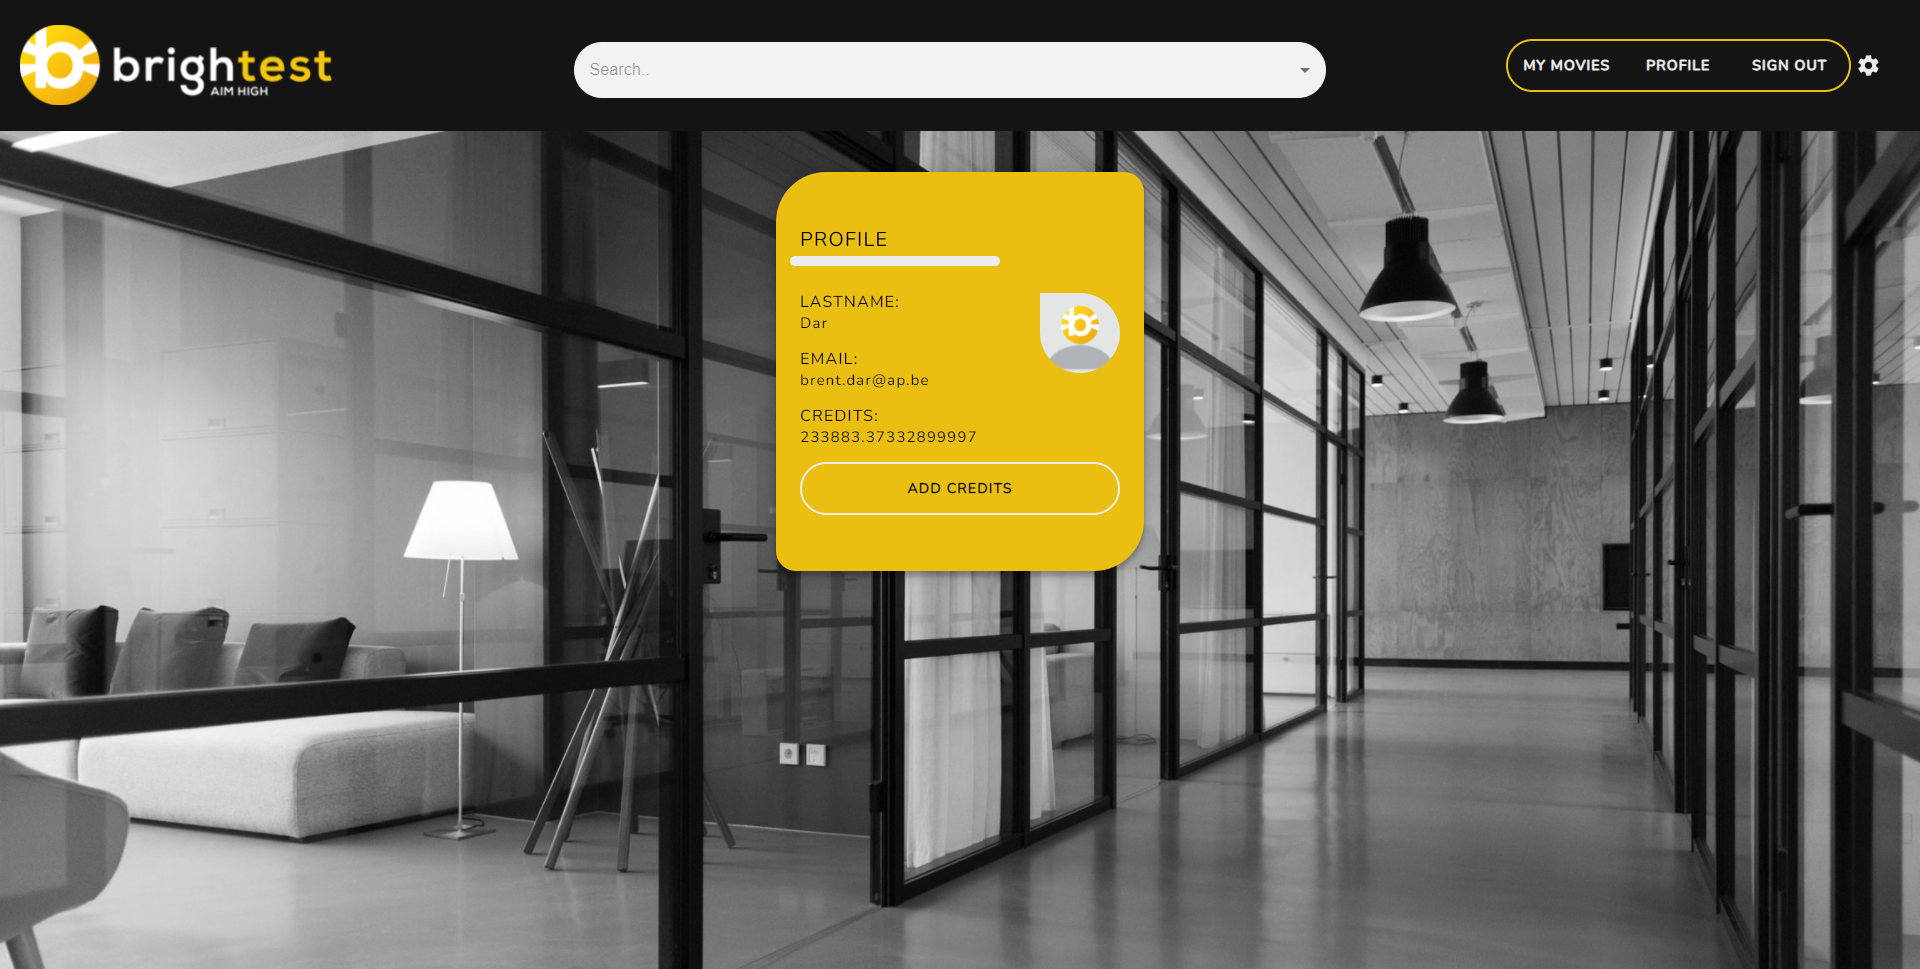 brightest
AIM HIGH
Search..
MY MOVIES
PROFILE
SIGN OUT
PROFILE
LASTNAME:
Dar
EMAIL:
brent.dar@ap.be
CREDITS:
233883.37332899997
ADD CREDITS